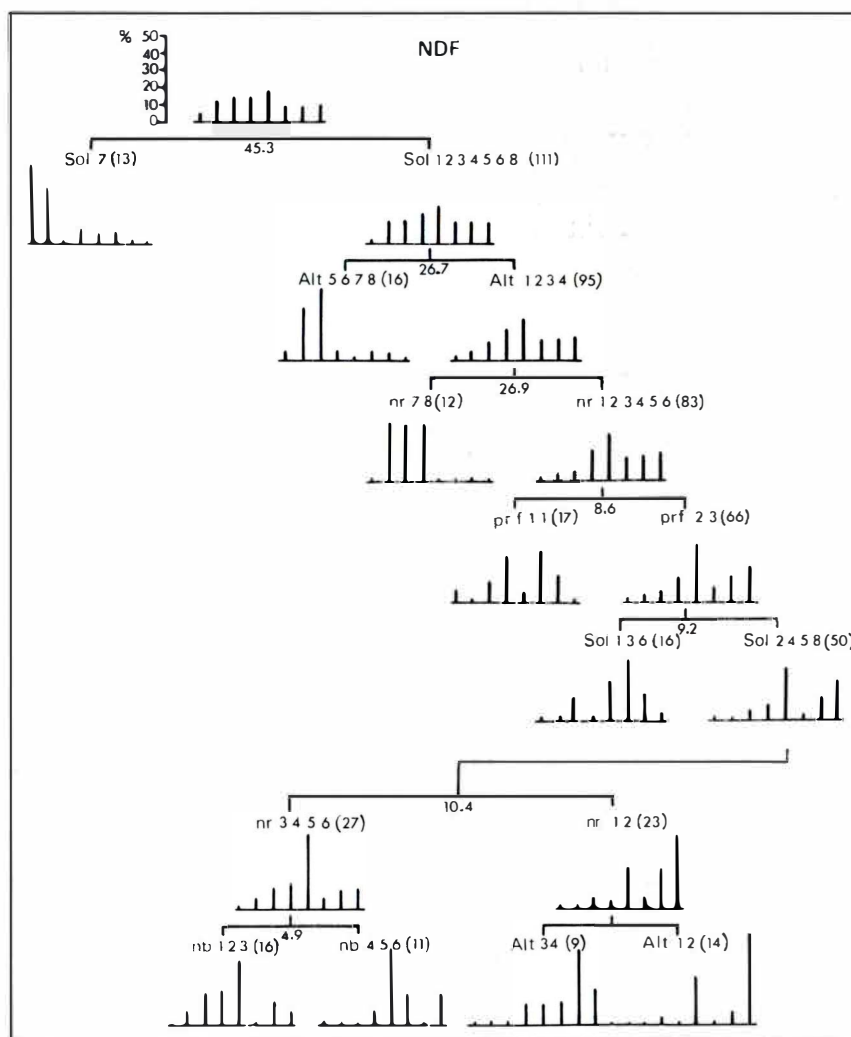 NDF
% 50
40
30
20
10
0
45.3
Sol 7 (13)
Sol 1 2 3 4 5 6 8 (111)
26.7
Alt 5 6 7 8 (16)
Alt 1 2 3 4 (95)
26.9
nr 7 8 (12)
nr 1 2 3 4 5 6 (83)
8.6
prf 1 1 (17)
prf 2 3 (66)
9.2
Sol 1 3 6 (16)
Sol 2 4 5 8 (50)
10.4
nr 3 4 5 6 (27)
nr 1 2 (23)
4.9
nb 1 2 3 (16)
nb 4 5 6 (11)
Alt 3 4 (9)
Alt 1 2 (14)